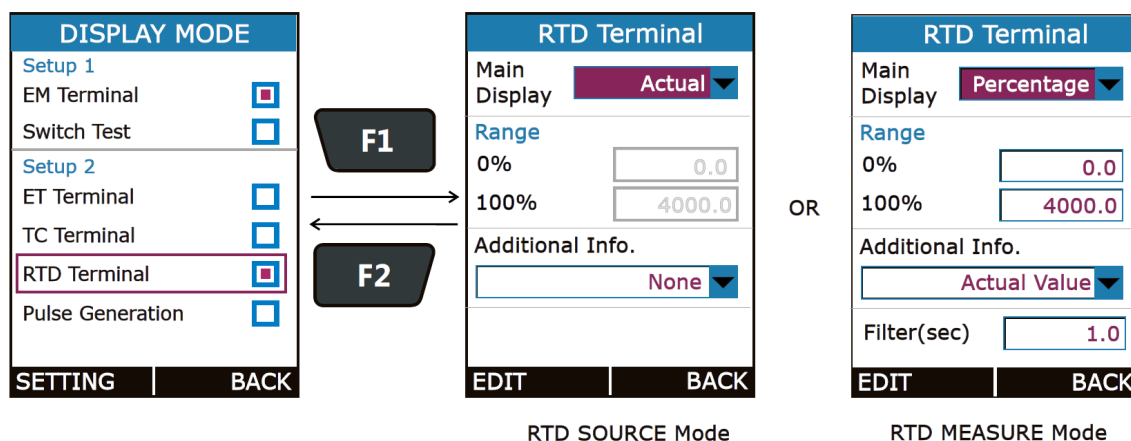 DISPLAY MODE
Setup 1
EM Terminal
Switch Test
Setup 2
ET Terminal
TC Terminal
RTD Terminal
Pulse Generation
SETTING BACK
F1
F2
RTD Terminal
Main
Display
Actual
Range
0% 0.0
100% 4000.0
Additional Info.
None
EDIT BACK
RTD SOURCE Mode
OR
RTD Terminal
Main
Display
Percentage
Range
0% 0.0
100% 4000.0
Additional Info.
Actual Value
Filter(sec) 1.0
EDIT BACK
RTD MEASURE Mode